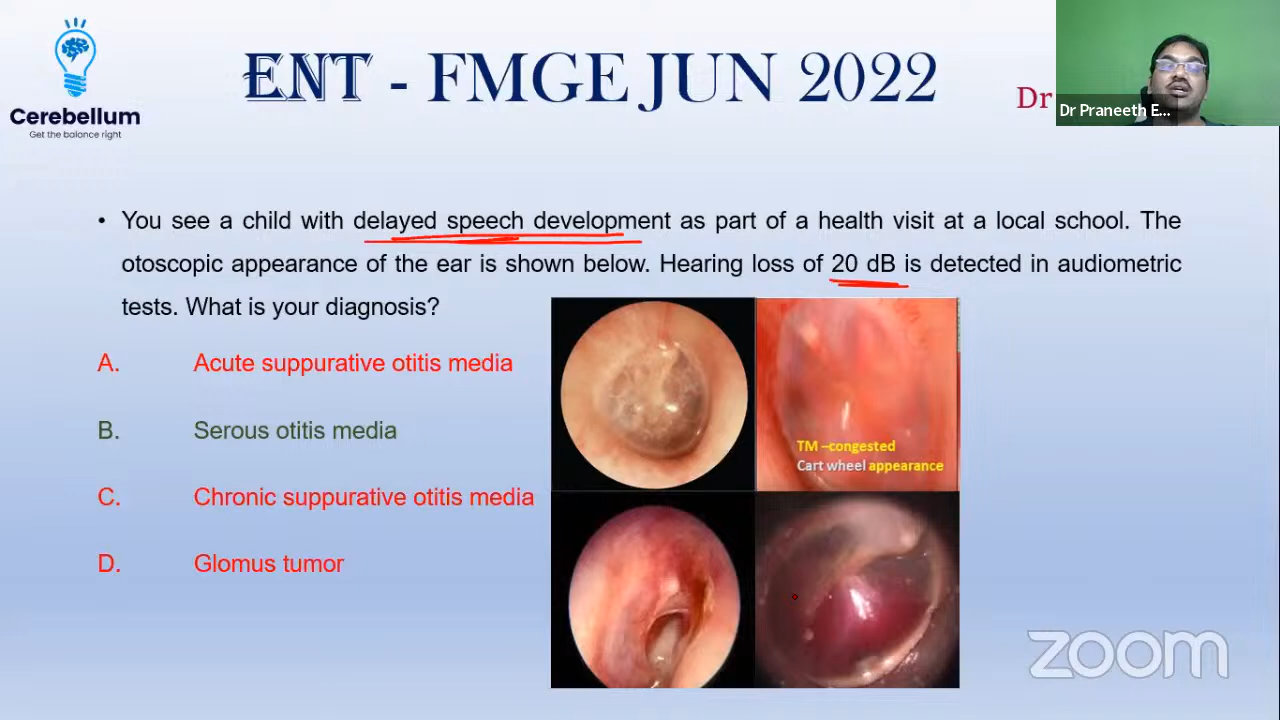 ENT - FMGE JUN 2022
Cerebellum
Get the balance right
Dr
Dr Praneeth E...
• You see a child with delayed speech development as part of a health visit at a local school. The
otoscopic appearance of the ear is shown below. Hearing loss of 20 dB is detected in audiometric
tests. What is your diagnosis?
A. Acute suppurative otitis media
B. Serous otitis media
C. Chronic suppurative otitis media
D. Glomus tumor
TM –congested
Cart wheel appearance
zoom